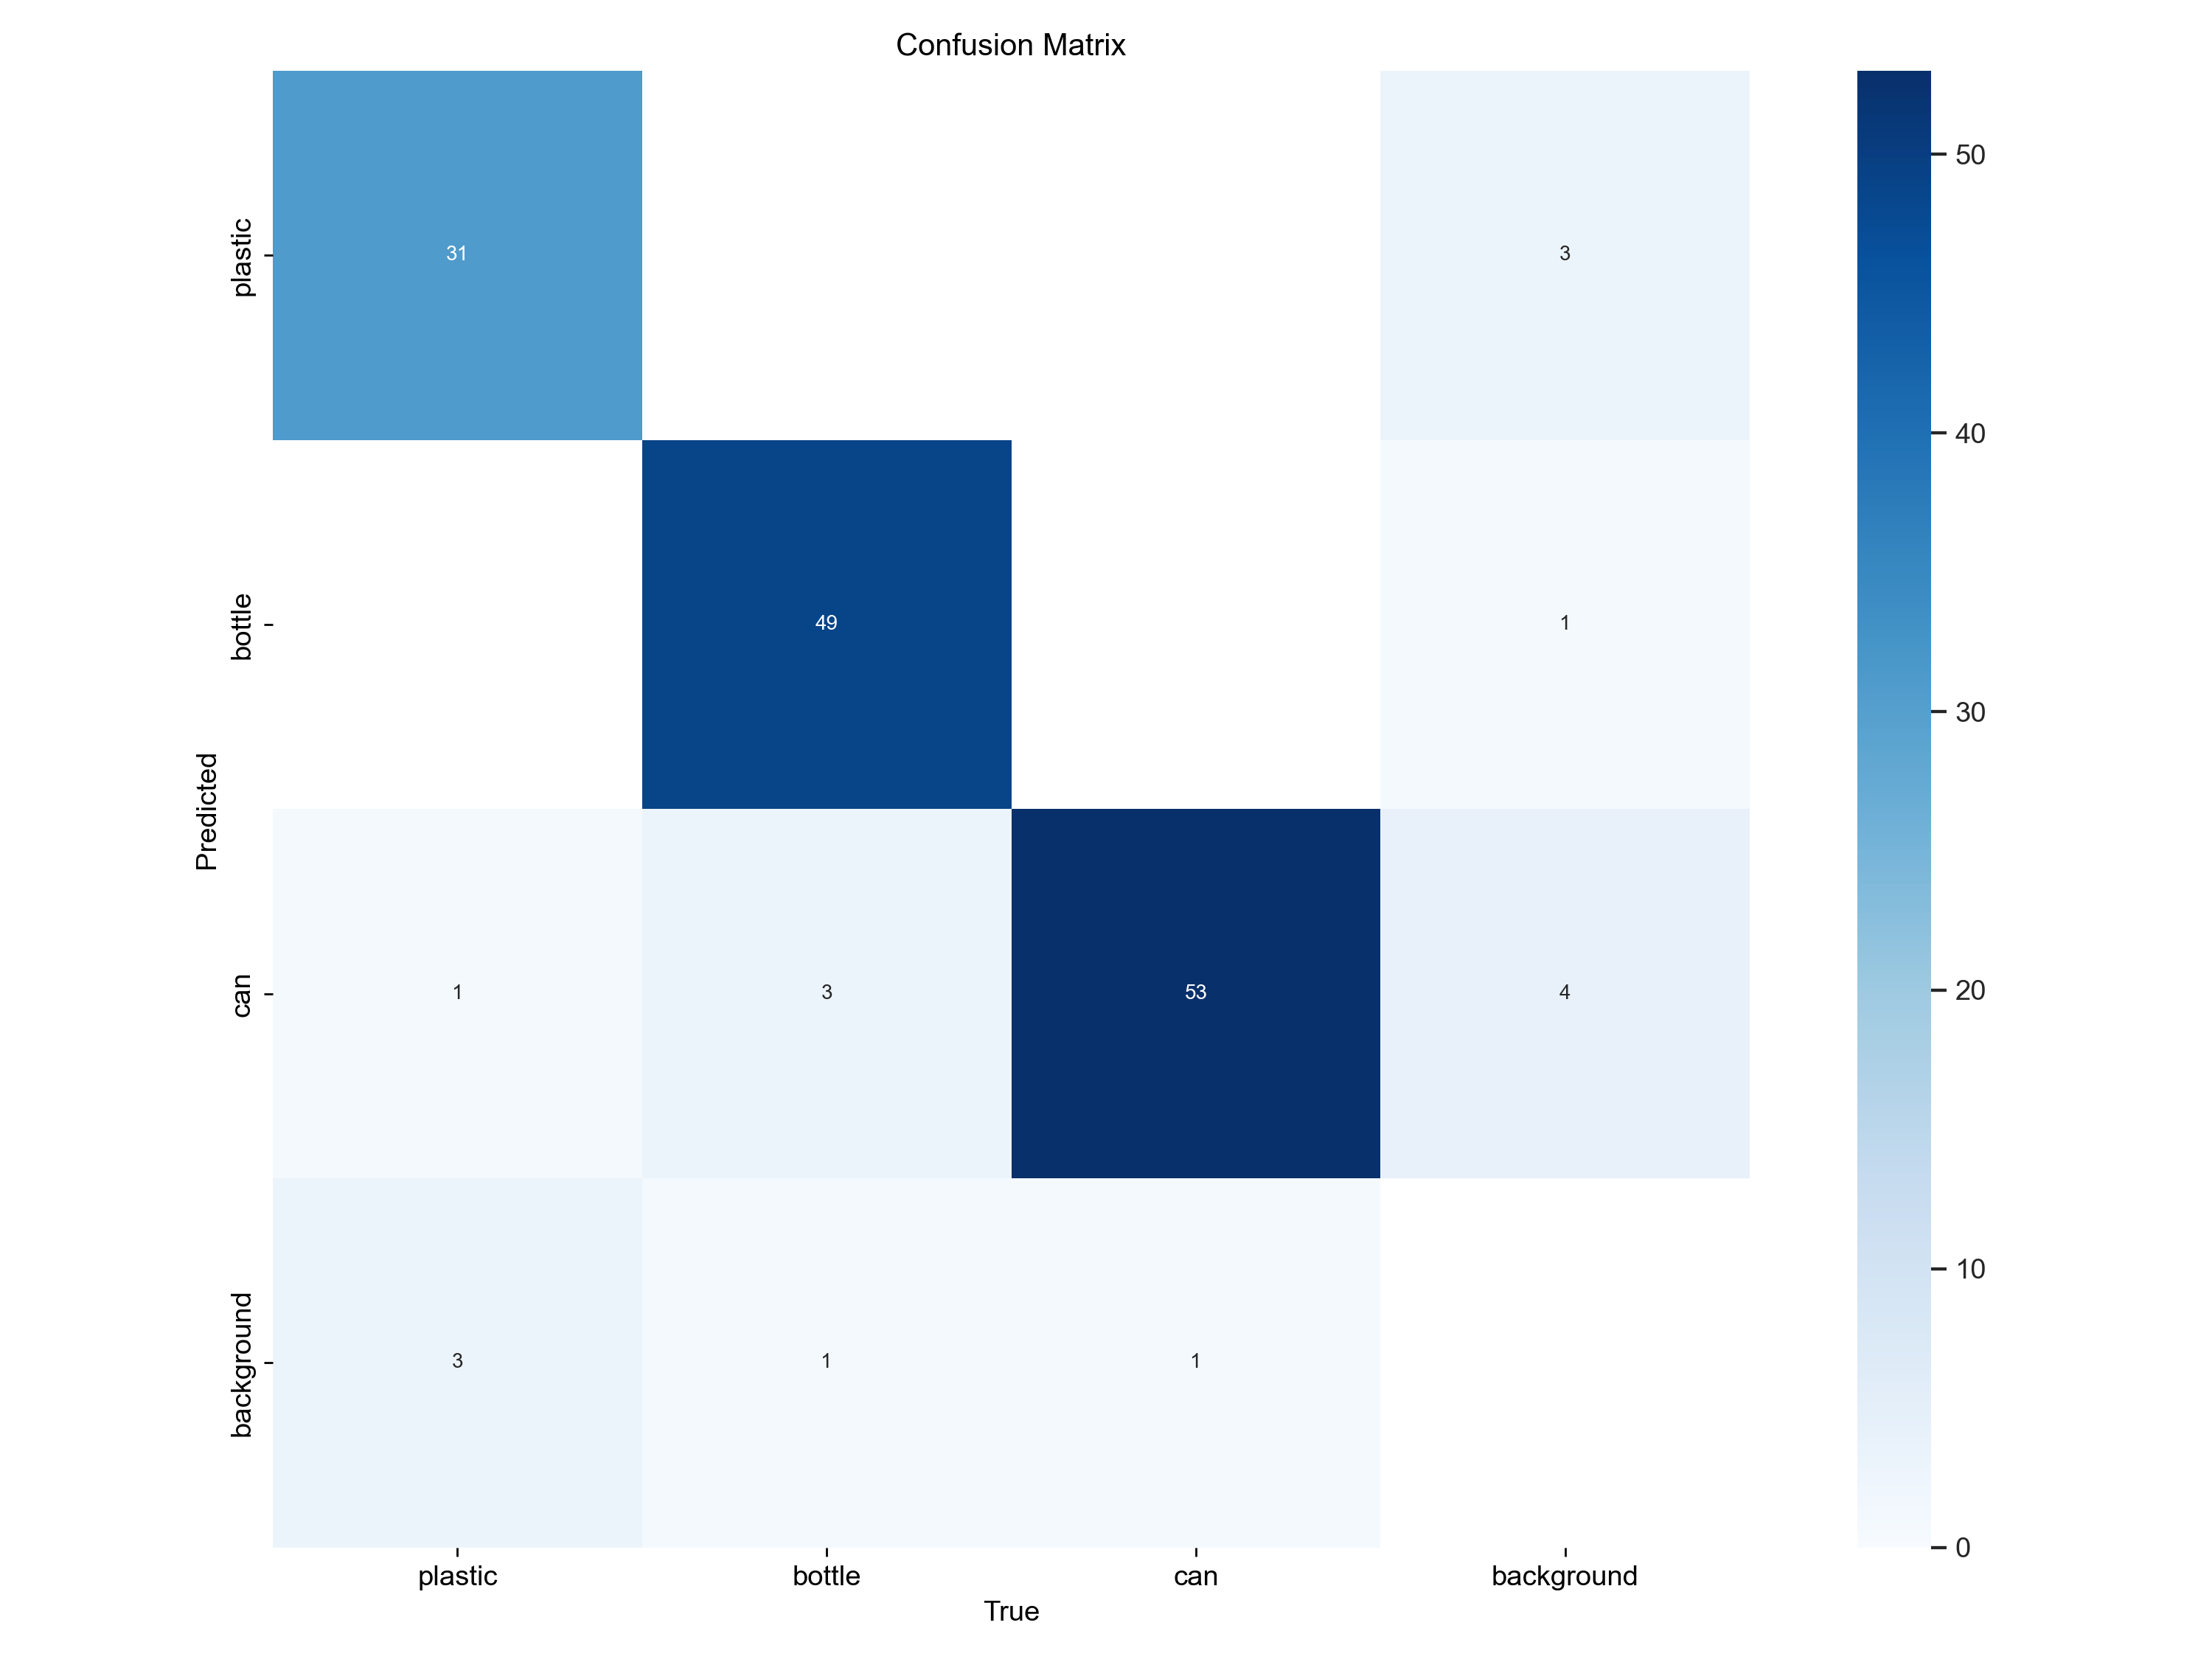 Confusion Matrix
plastic
31
3
bottle
49
1
can
1
3
53
4
background
3
1
1
Predicted
plastic
bottle
can
background
True
50
40
30
20
10
0